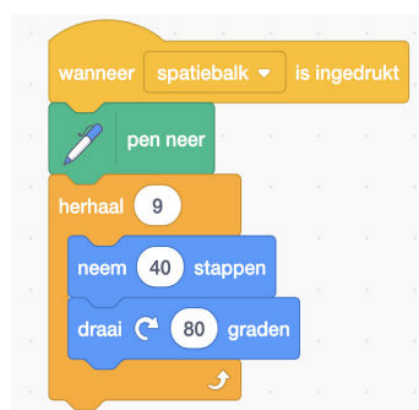 wanneer spatiebalk is ingedrukt
pen neer
herhaal 9
neem 40 stappen
draai 80 graden